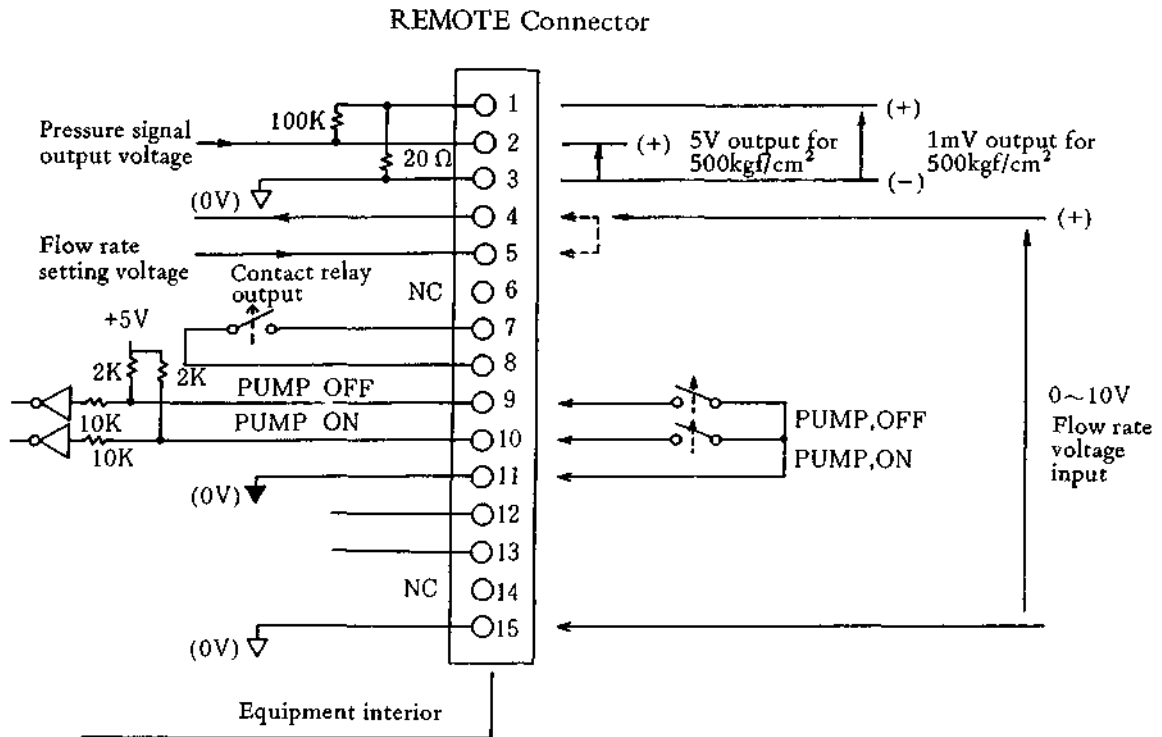 REMOTE Connector
1
100K
Pressure signal
output voltage
2
20 Ω
3
(0V)
4
Flow rate
setting voltage
5
Contact relay
output
NC
6
+5V
7
8
2K
2K
PUMP OFF
9
10K
PUMP ON
10
10K
(0V)
11
12
13
NC
14
(0V)
15
Equipment interior
(+)
(+)
5V output for
500kgf/cm²
1mV output for
500kgf/cm²
(−)
(+)
PUMP,OFF
PUMP,ON
0~10V
Flow rate
voltage
input